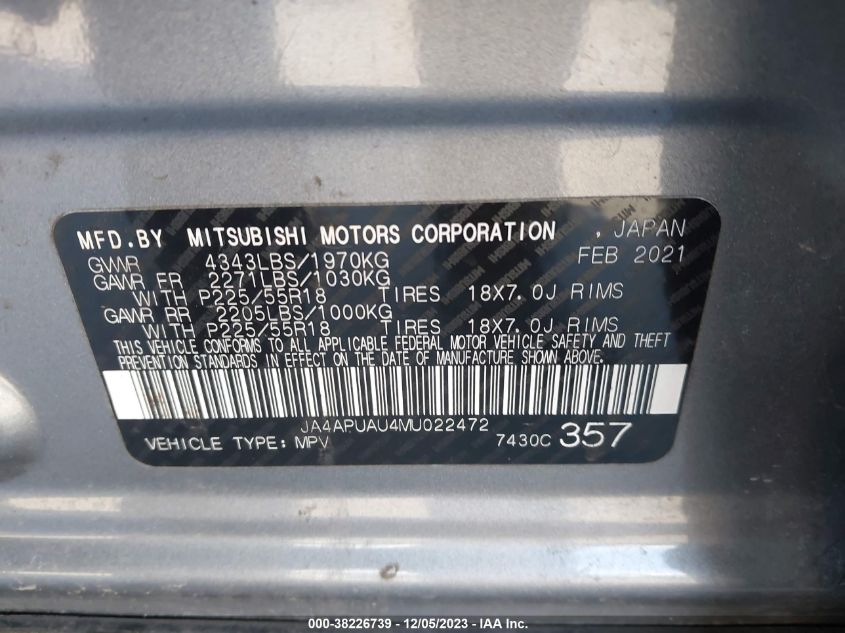 MFD.BY MITSUBISHI MOTORS CORPORATION , JAPAN
GVWR 4343LBS/1970KG FEB 2021
GAWR FR 2271LBS/1030KG
WITH P225/55R18 TIRES 18X7.0J RIMS
GAWR RR 2205LBS/1000KG
WITH P225/55R18 TIRES 18X7.0J RIMS
THIS VEHICLE CONFORMS TO ALL APPLICABLE FEDERAL MOTOR VEHICLE SAFETY AND THEFT
PREVENTION STANDARDS IN EFFECT ON THE DATE OF MANUFACTURE SHOWN ABOVE.
JA4APUAU4MU022472
VEHICLE TYPE: MPV 7430C 357
000-38226739 - 12/05/2023 - IAA Inc.